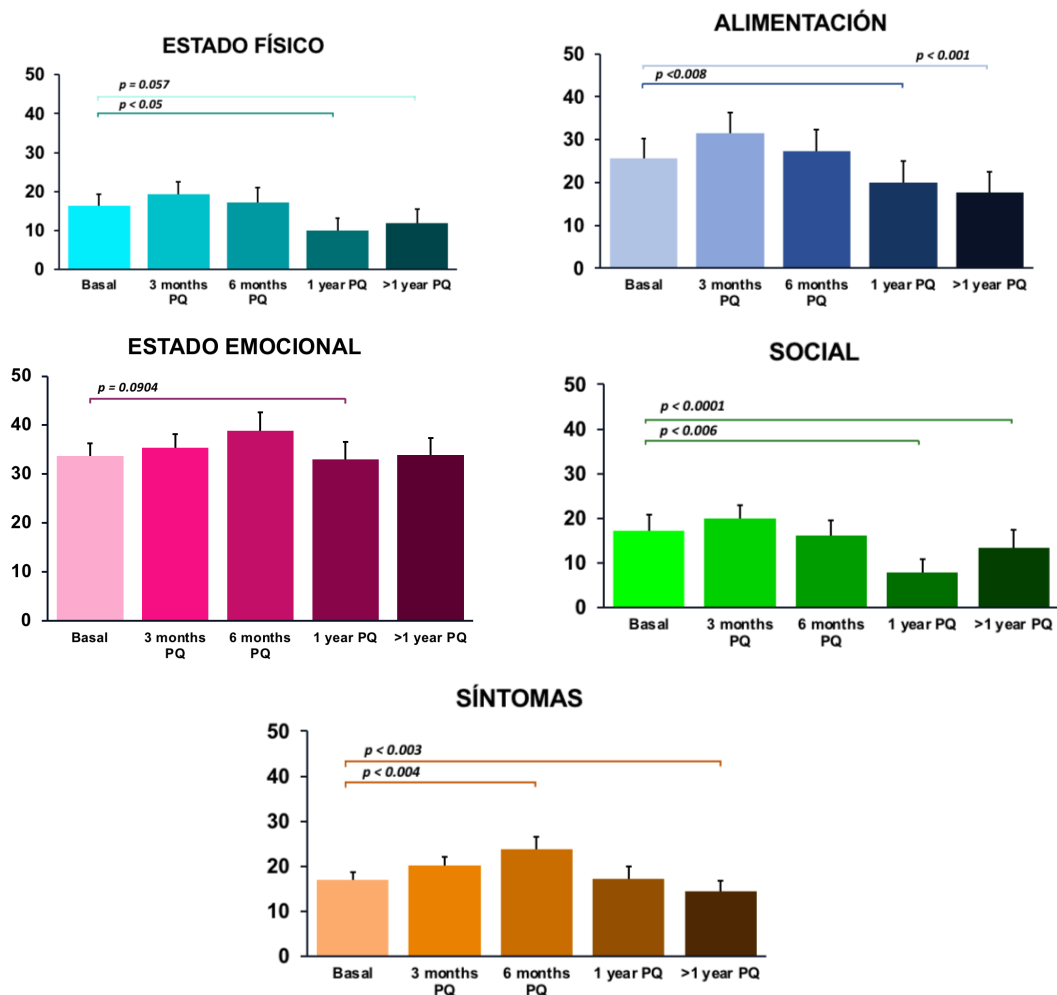 ESTADO FÍSICO
50
40
30
20
10
0
p = 0.057
p < 0.05
Basal
3 months PQ
6 months PQ
1 year PQ
>1 year PQ
ALIMENTACIÓN
50
40
30
20
10
0
p < 0.001
p <0.008
Basal
3 months PQ
6 months PQ
1 year PQ
>1 year PQ
ESTADO EMOCIONAL
50
40
30
20
10
0
p = 0.0904
Basal
3 months PQ
6 months PQ
1 year PQ
>1 year PQ
SOCIAL
50
40
30
20
10
0
p < 0.0001
p < 0.006
Basal
3 months PQ
6 months PQ
1 year PQ
>1 year PQ
SÍNTOMAS
50
40
30
20
10
0
p < 0.003
p < 0.004
Basal
3 months PQ
6 months PQ
1 year PQ
>1 year PQ